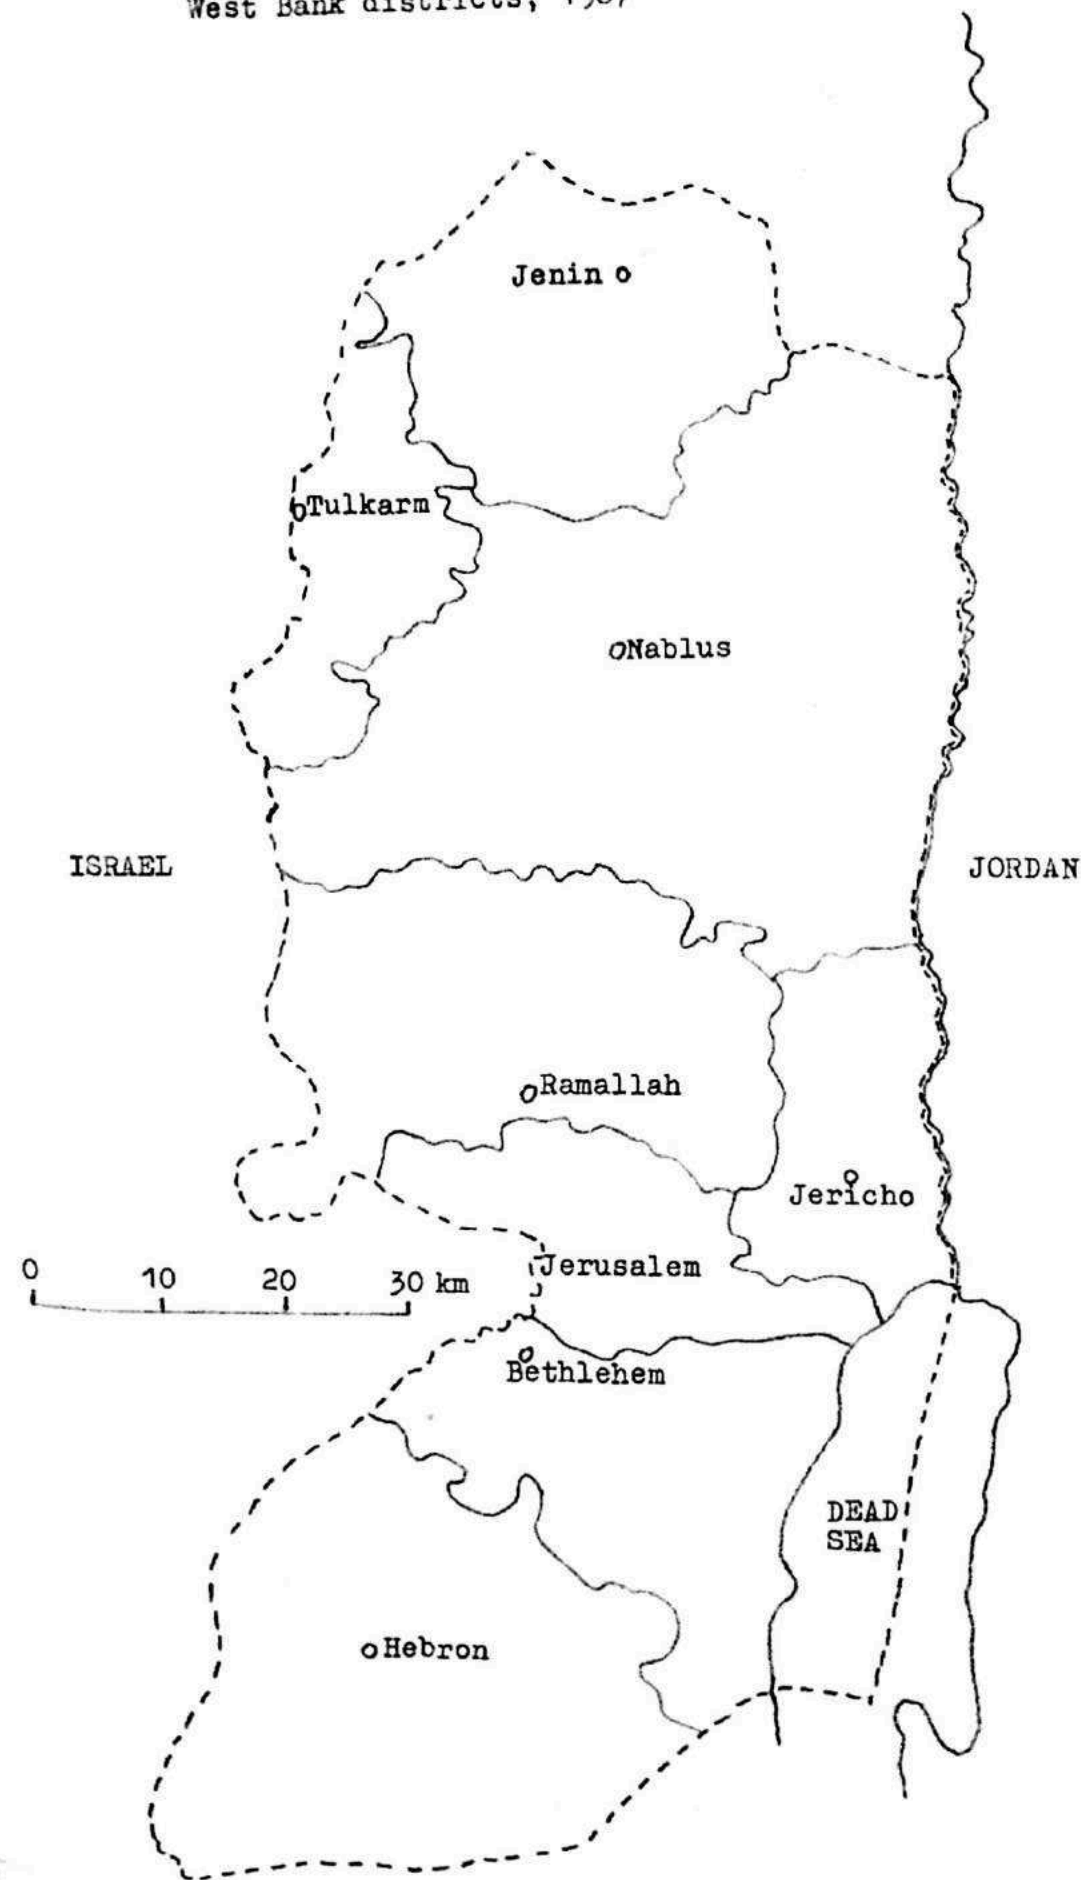 West Bank districts,
Jenin
Tulkarm
Nablus
ISRAEL
JORDAN
Ramallah
Jericho
Jerusalem
0 10 20 30 km
Bethlehem
DEAD
SEA
Hebron